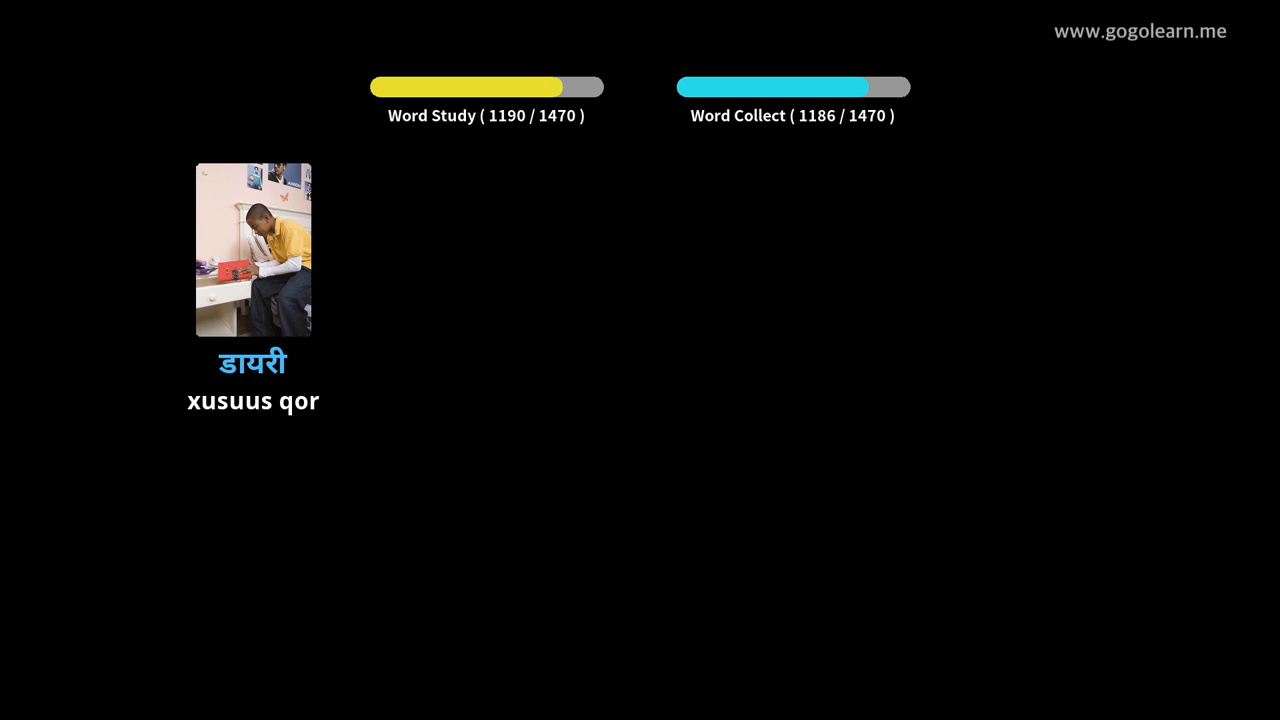 www.gogolearn.me
Word Study ( 1190 / 1470 )
Word Collect ( 1186 / 1470 )
डायरी
xusuus qor